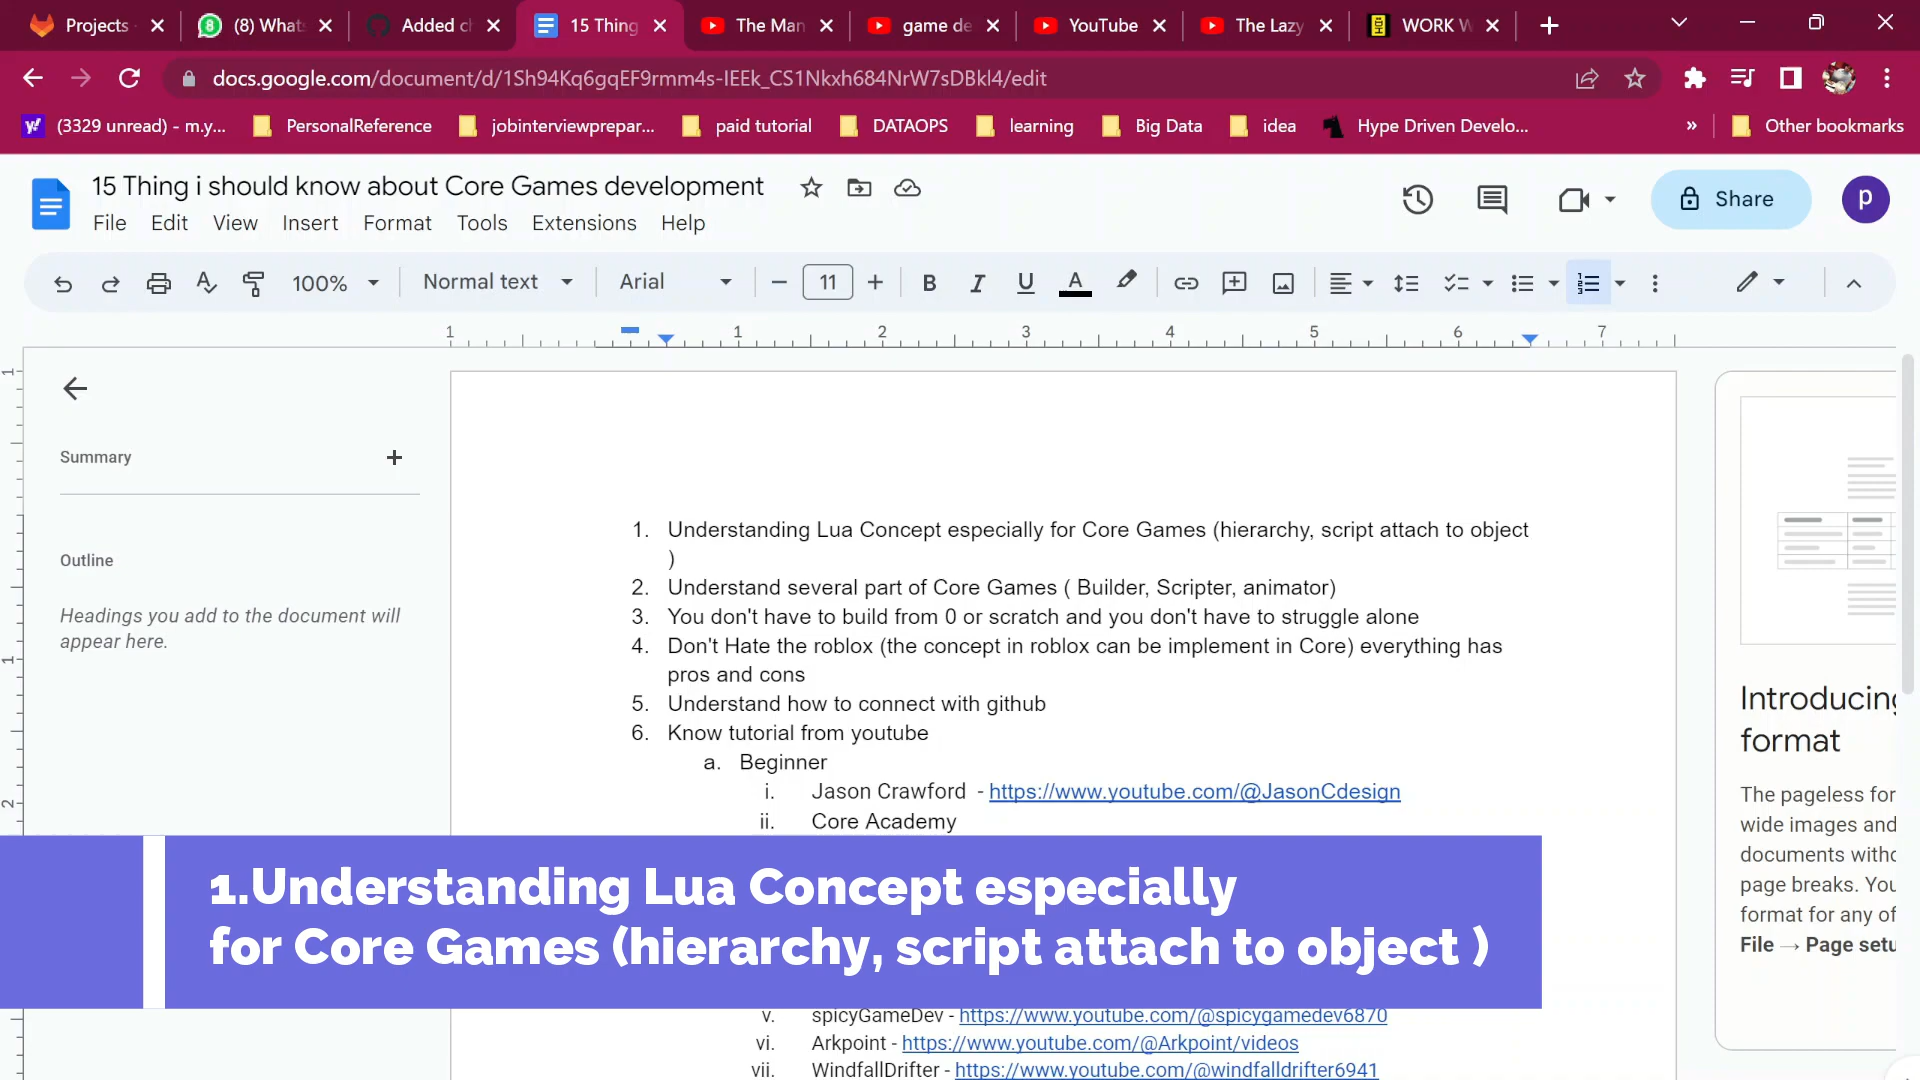 Projects
(8) What
Added c
15 Thing
The Man
game de
YouTube
The Lazy
WORK W
docs.google.com/document/d/1Sh94Kq6gqEF9rmm4s-IEEk_CS1Nkxh684NrW7sDBkl4/edit
(3329 unread) - m.y...
PersonalReference
jobinterviewprepar...
paid tutorial
DATAOPS
learning
Big Data
idea
Hype Driven Develo...
»
Other bookmarks
15 Thing i should know about Core Games development
File Edit View Insert Format Tools Extensions Help
Share
p
100%
Normal text
Arial
11
B I U A
1 1 2 3 4 5 6 7
Summary
Outline
Headings you add to the document will
appear here.
1. Understanding Lua Concept especially for Core Games (hierarchy, script attach to object
)
2. Understand several part of Core Games ( Builder, Scripter, animator)
3. You don't have to build from 0 or scratch and you don't have to struggle alone
4. Don't Hate the roblox (the concept in roblox can be implement in Core) everything has
pros and cons
5. Understand how to connect with github
6. Know tutorial from youtube
a. Beginner
i. Jason Crawford - https://www.youtube.com/@JasonCdesign
ii. Core Academy
1.Understanding Lua Concept especially
for Core Games (hierarchy, script attach to object )
v. spicyGameDev - https://www.youtube.com/@spicygamedev6870
vi. Arkpoint - https://www.youtube.com/@Arkpoint/videos
vii. WindfallDrifter - https://www.youtube.com/@windfalldrifter6941
Introducing
format
The pageless for
wide images and
documents witho
page breaks. You
format for any of
File → Page setu